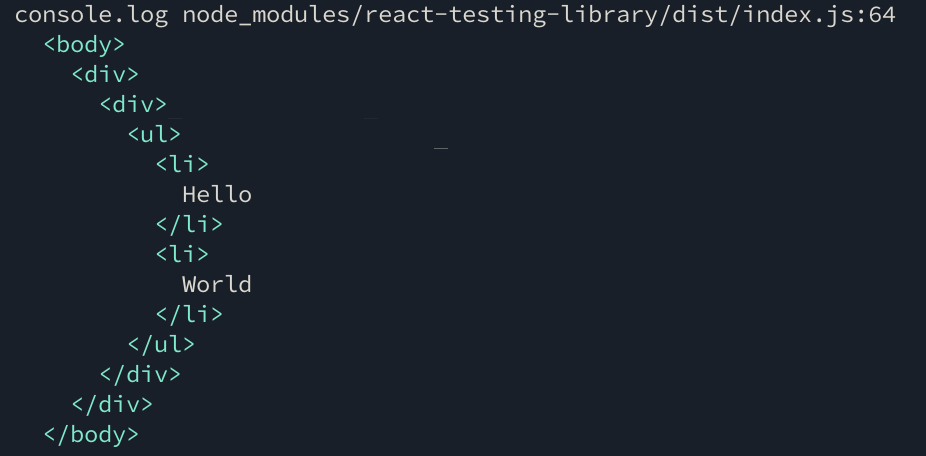 console.log node_modules/react-testing-library/dist/index.js:64
<body>
<div>
<div>
<ul>
<li>
Hello
</li>
<li>
World
</li>
</ul>
</div>
</div>
</body>